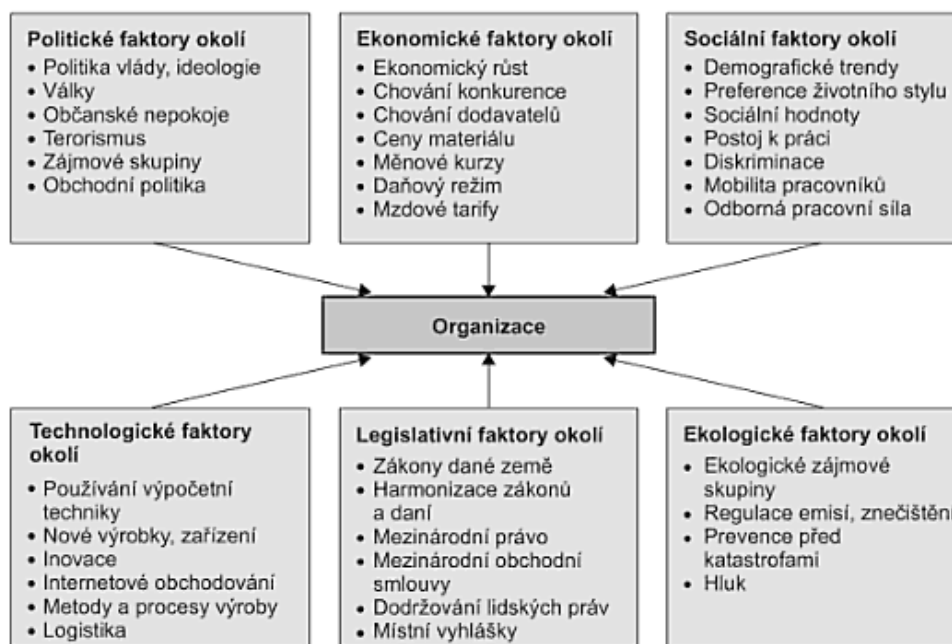 Politické faktory okolí
• Politika vlády, ideologie
• Války
• Občanské nepokoje
• Terorismus
• Zájmové skupiny
• Obchodní politika
Ekonomické faktory okolí
• Ekonomický růst
• Chování konkurence
• Chování dodavatelů
• Ceny materiálu
• Měnové kurzy
• Daňový režim
• Mzdové tarify
Sociální faktory okolí
• Demografické trendy
• Preference životního stylu
• Sociální hodnoty
• Postoj k práci
• Diskriminace
• Mobilita pracovníků
• Odborná pracovní síla
Organizace
Technologické faktory
okolí
• Používání výpočetní
techniky
• Nové výrobky, zařízení
• Inovace
• Internetové obchodování
• Metody a procesy výroby
• Logistika
Legislativní faktory okolí
• Zákony dané země
• Harmonizace zákonů
a daní
• Mezinárodní právo
• Mezinárodní obchodní
smlouvy
• Dodržování lidských práv
• Místní vyhlášky
Ekologické faktory okolí
• Ekologické zájmové
skupiny
• Regulace emisí, znečištění
• Prevence před
katastrofami
• Hluk